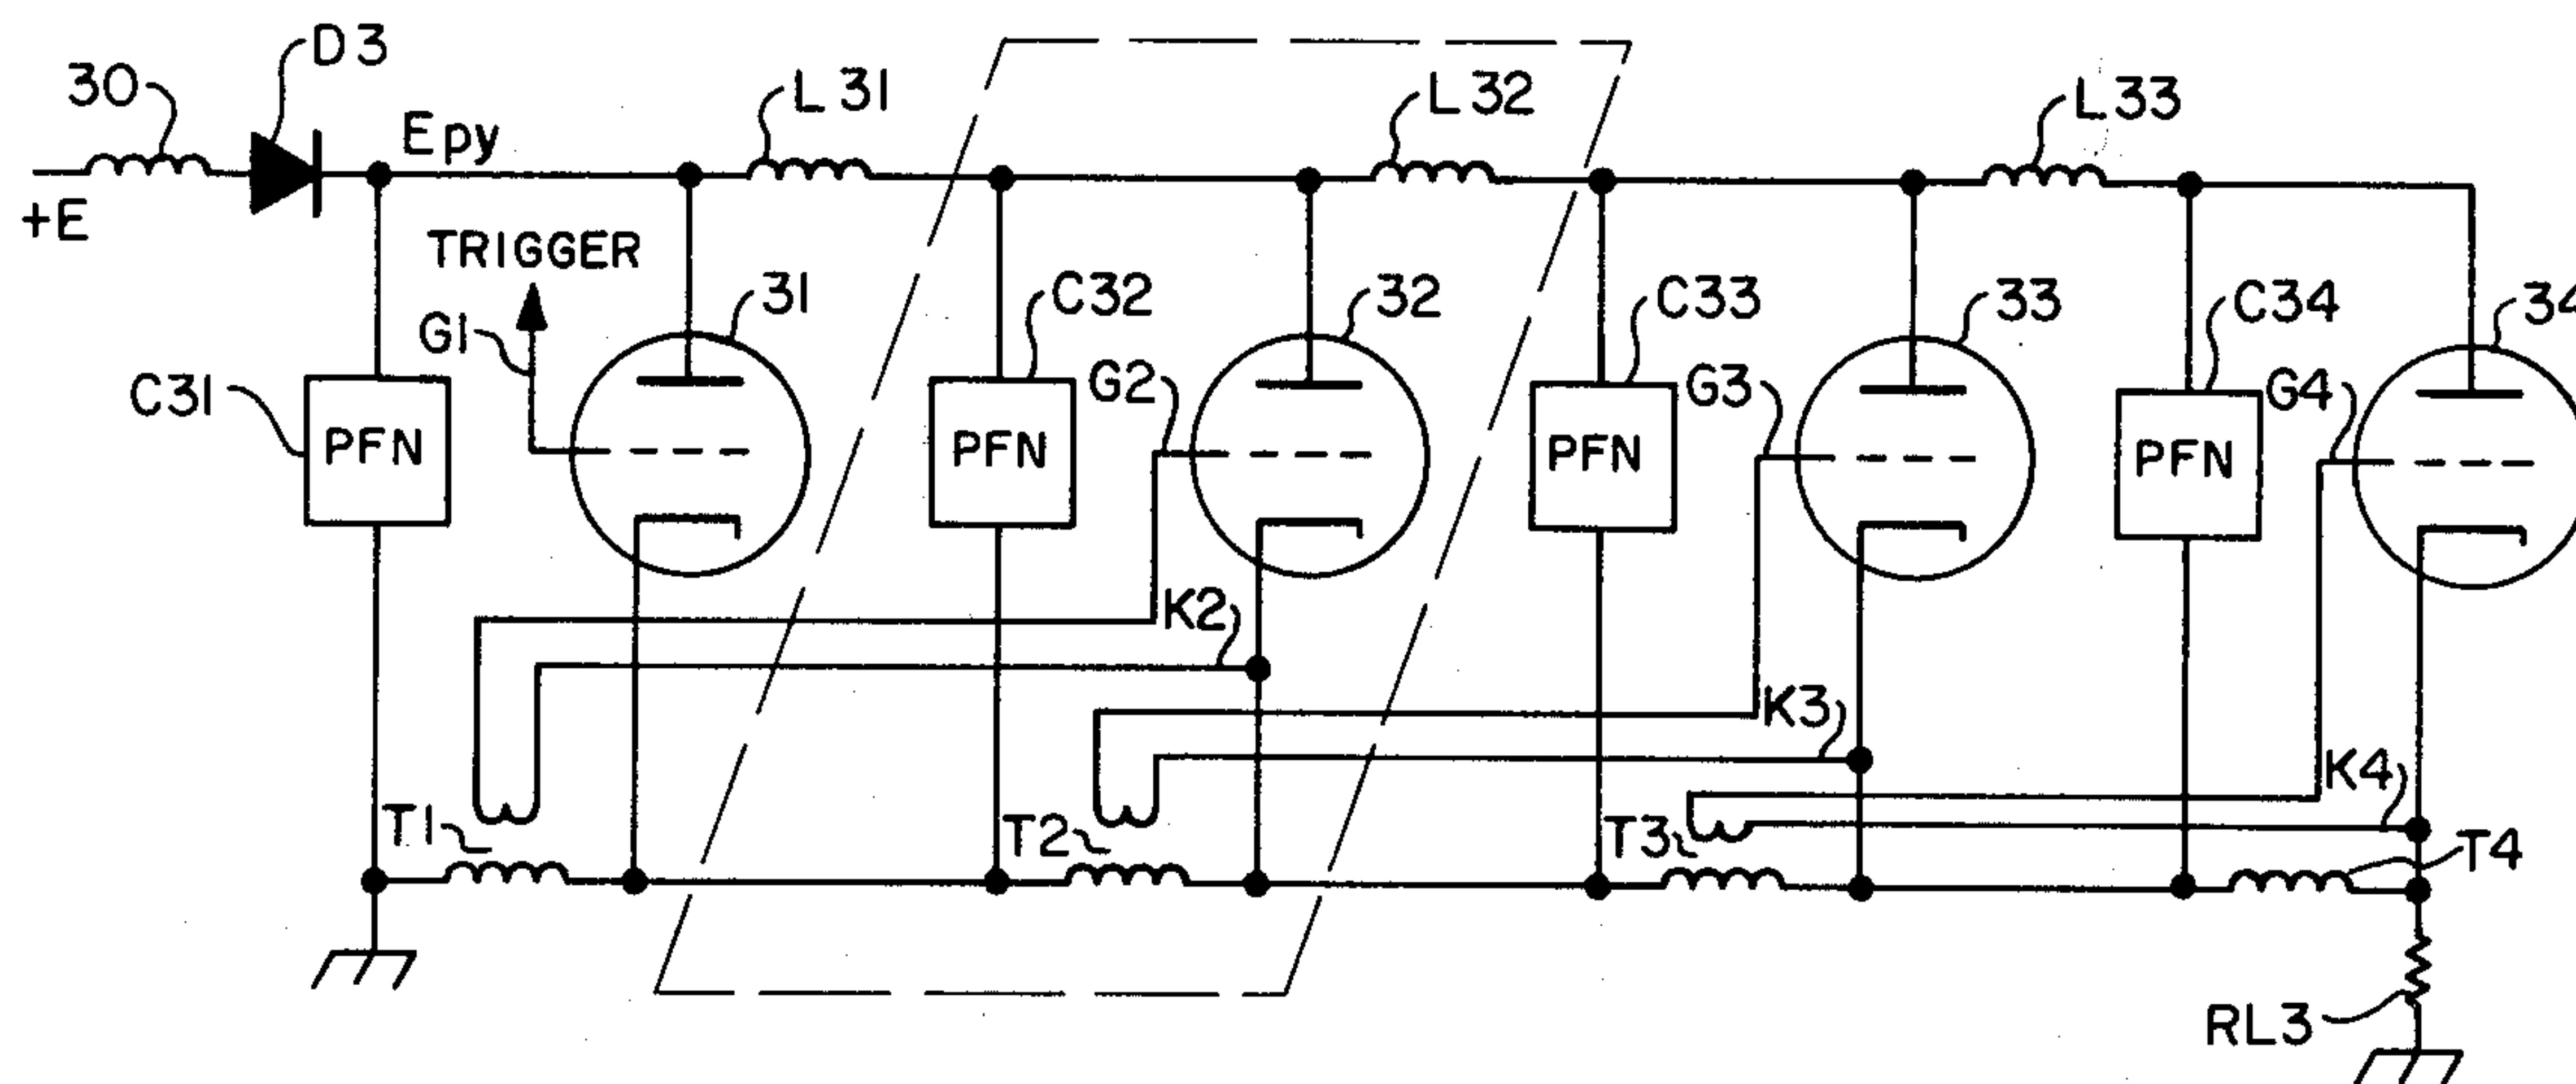 D3
30
L31
L32
L33
Epy
+E
TRIGGER
31
C32
32
C33
33
C34
34
G1
G2
G3
G4
C31
PFN
PFN
PFN
PFN
K2
K3
K4
T1
T2
T3
T4
RL3